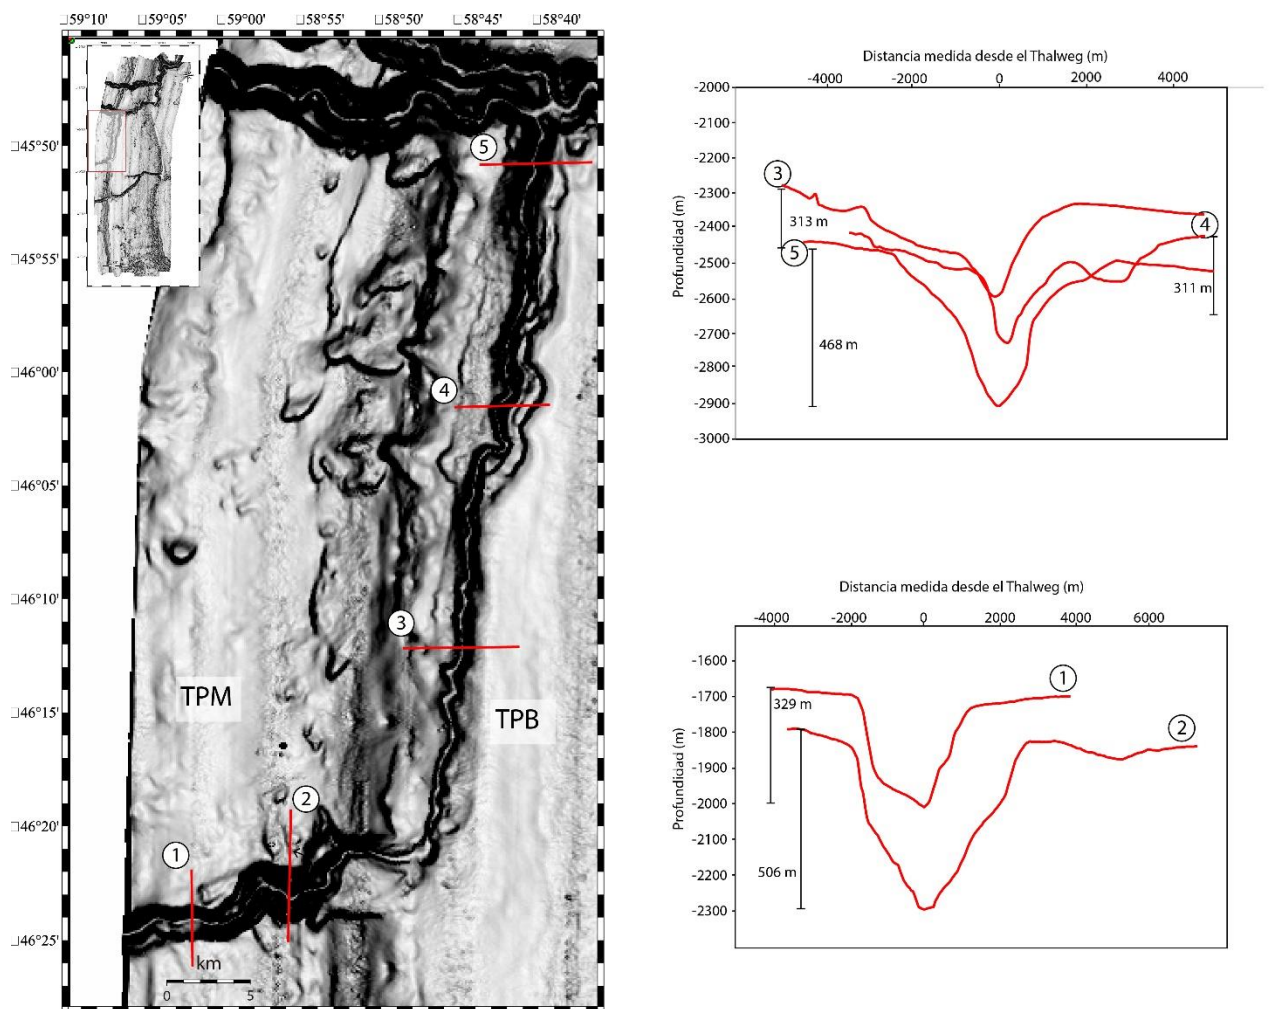 □59°10' □59°05' □59°00' □58°55' □58°50' □58°45' □58°40'
□45°50'
□45°55'
□46°00'
□46°05'
□46°10'
□46°15'
□46°20'
□46°25'
5
4
3
2
1
TPM
TPB
km
0 5
Distancia medida desde el Thalweg (m)
-4000 -2000 0 2000 4000
Profundidad (m)
-2000
-2100
-2200
-2300
-2400
-2500
-2600
-2700
-2800
-2900
-3000
3
313 m
4
5
311 m
468 m
Distancia medida desde el Thalweg (m)
-4000 -2000 0 2000 4000 6000
Profundidad (m)
-1600
-1700
-1800
-1900
-2000
-2100
-2200
-2300
1
329 m
2
506 m